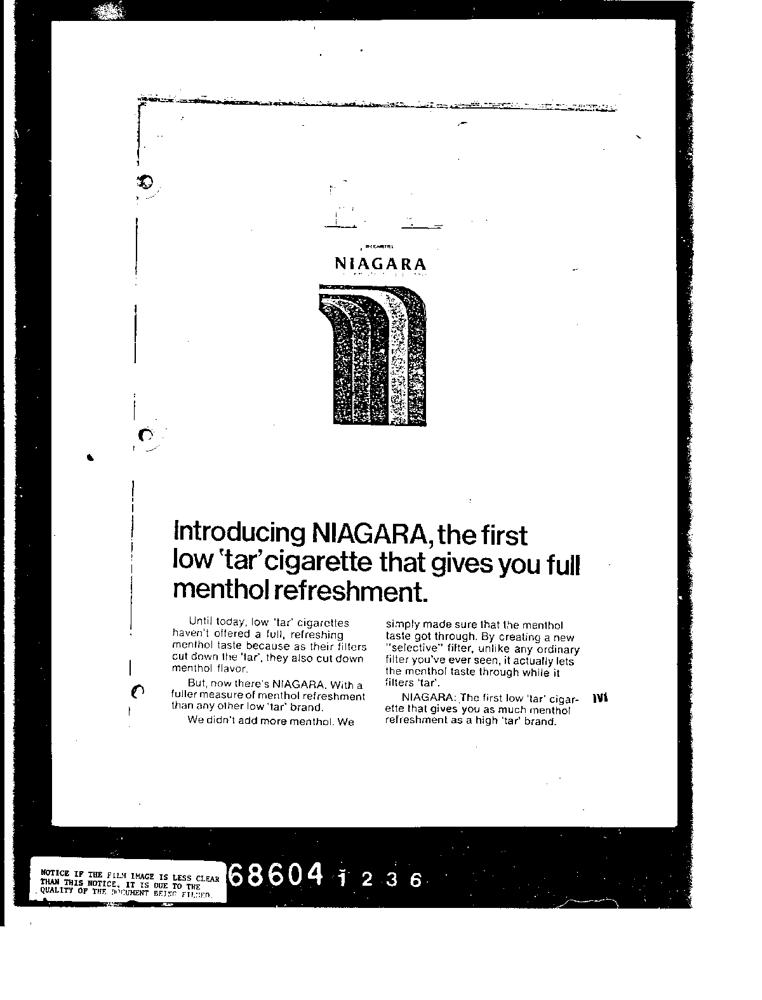 NIAGARA
Introducing NIAGARA, the first
low 'tar' cigarette that gives you full
menthol refreshment.
Until today, low 'tar' cigarettes
haven't offered a full, refreshing
menthol taste because as their filters
cut down the 'tar', they also cut down
menthol flavor.
But, now there's NIAGARA. With a
fuller measure of menthol refreshment
than any other low 'tar' brand.
We didn't add more menthol. We
simply made sure that the menthol
taste got through. By creating a new
"selective" filter, unlike any ordinary
filter you've ever seen, it actually lets
the menthol taste through while it
filters 'tar'.
NIAGARA: The first low 'tar' cigar-
ette that gives you as much menthol
refreshment as a high 'tar' brand.
NOTICE IF THE FILM IMAGE IS LESS CLEAR
THAN THIS NOTICE, IT IS DUE TO THE
QUALITY OF THE DOCUMENT BEING FILMED
68604 1236